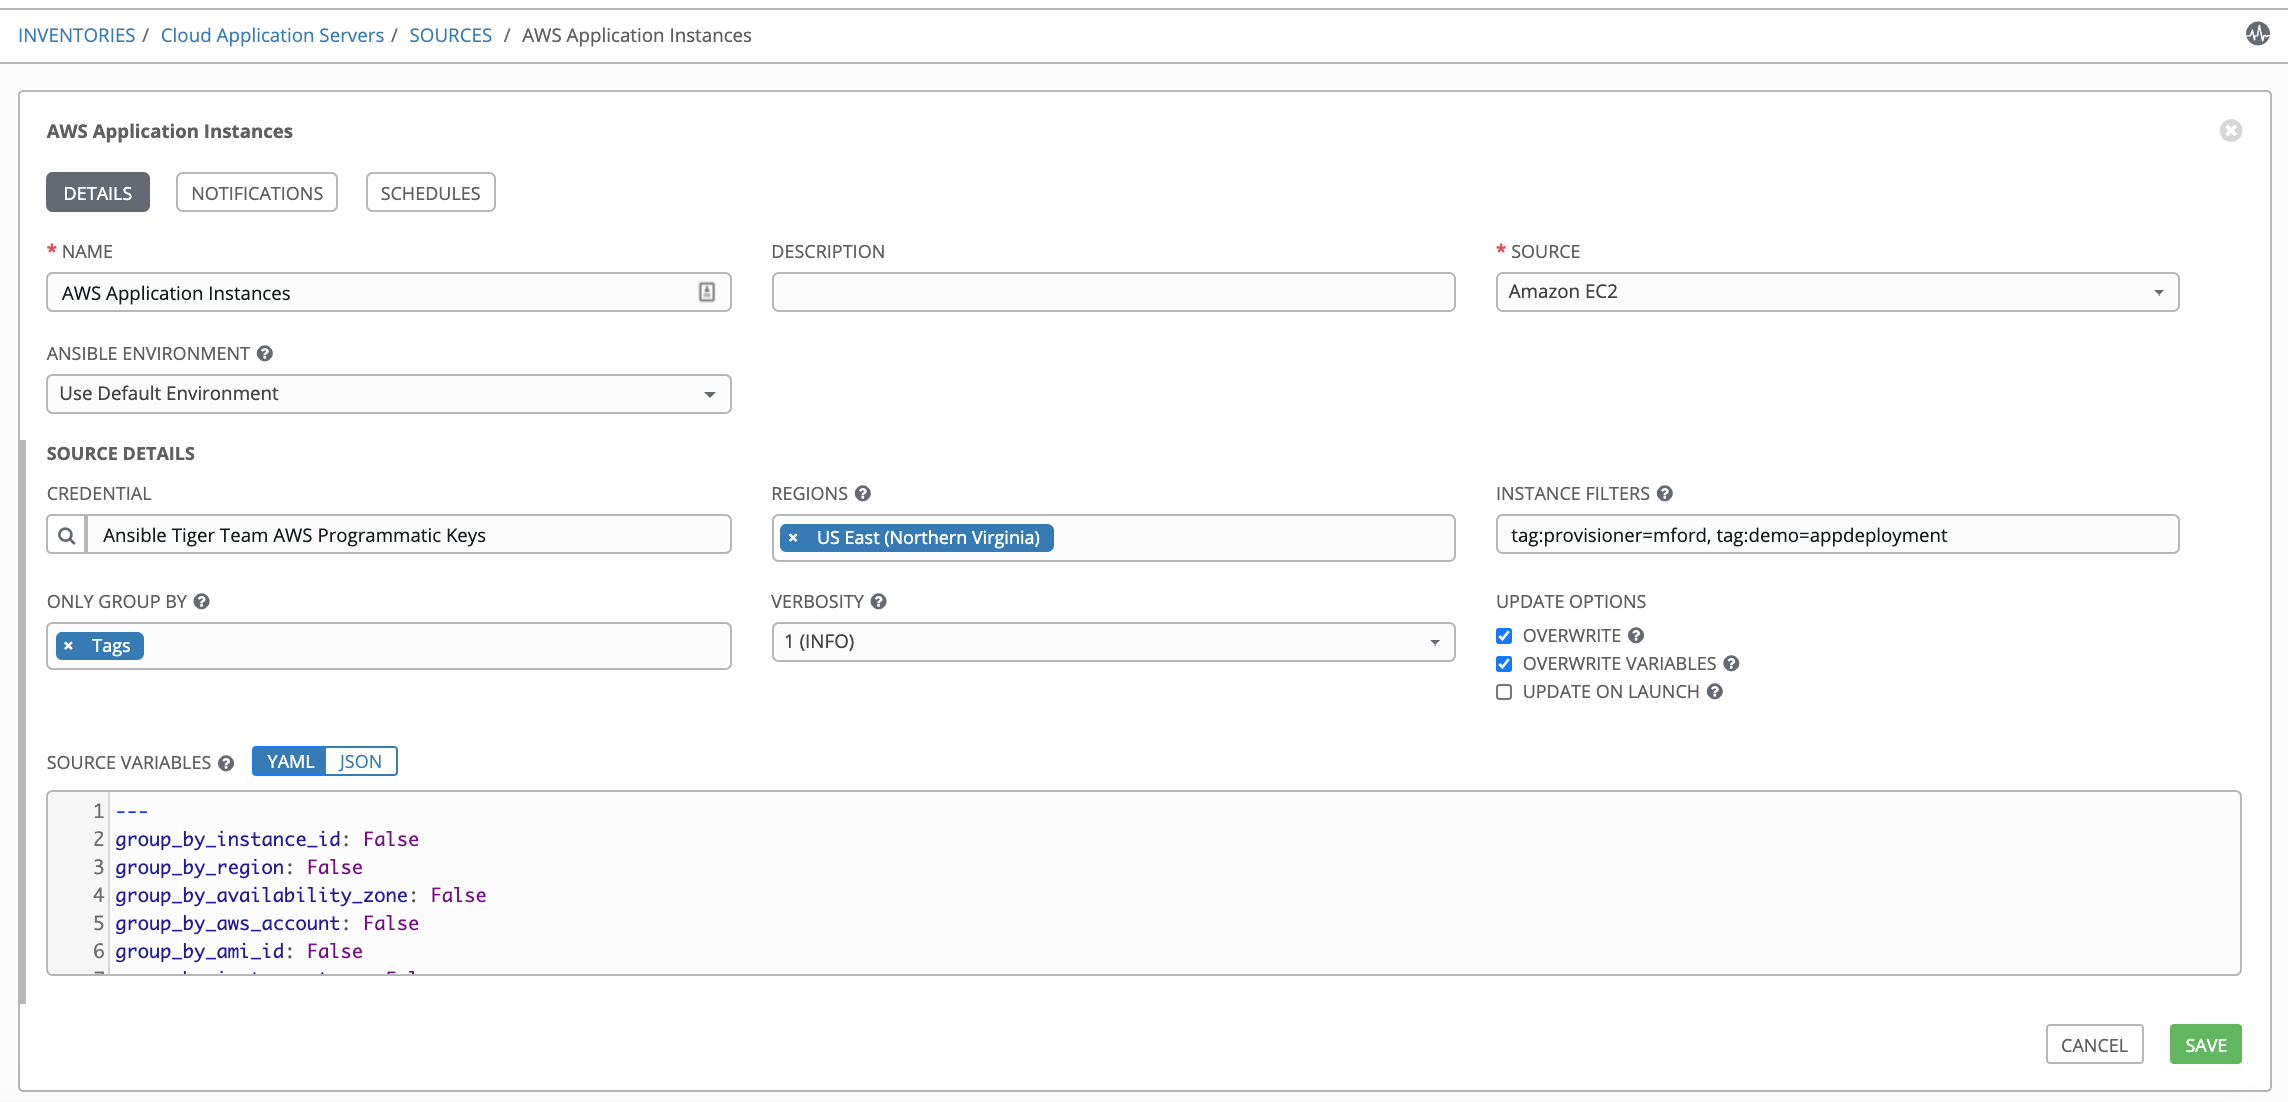 INVENTORIES / Cloud Application Servers / SOURCES / AWS Application Instances
AWS Application Instances
DETAILS NOTIFICATIONS SCHEDULES
* NAME DESCRIPTION * SOURCE
AWS Application Instances Amazon EC2
ANSIBLE ENVIRONMENT ?
Use Default Environment
SOURCE DETAILS
CREDENTIAL REGIONS ? INSTANCE FILTERS ?
Ansible Tiger Team AWS Programmatic Keys × US East (Northern Virginia) tag:provisioner=mford, tag:demo=appdeployment
ONLY GROUP BY ? VERBOSITY ? UPDATE OPTIONS
× Tags 1 (INFO)
OVERWRITE ?
OVERWRITE VARIABLES ?
UPDATE ON LAUNCH ?
SOURCE VARIABLES ? YAML JSON
1 ---
2 group_by_instance_id: False
3 group_by_region: False
4 group_by_availability_zone: False
5 group_by_aws_account: False
6 group_by_ami_id: False
CANCEL SAVE